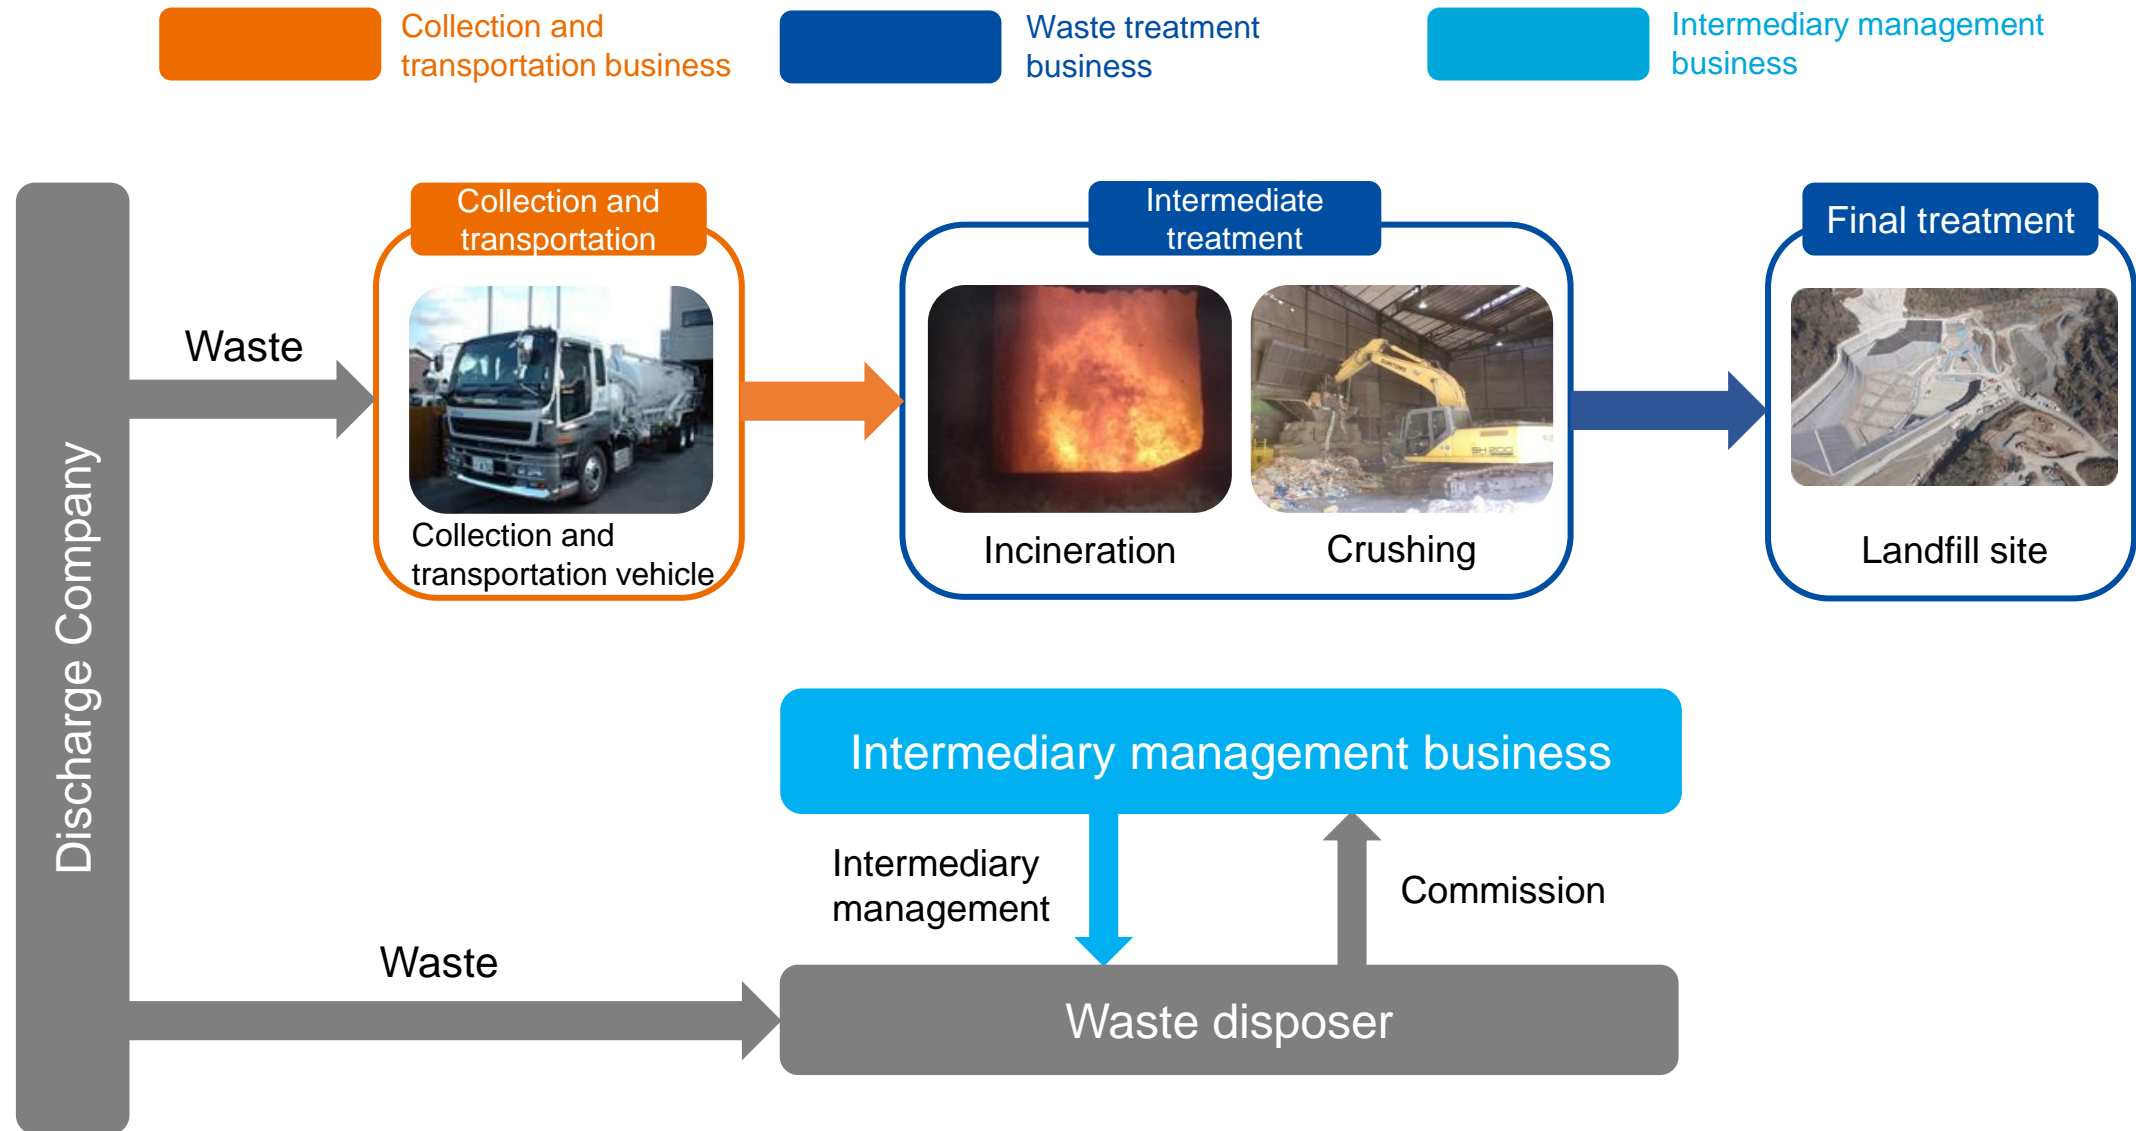 Collection and
transportation business
Waste treatment
business
Intermediary management
business
Collection and
transportation
Intermediate
treatment
Final treatment
Waste
SH200
Collection and
transportation vehicle
Incineration
Crushing
Landfill site
Discharge Company
Intermediary management business
Intermediary
management
Commission
Waste
Waste disposer